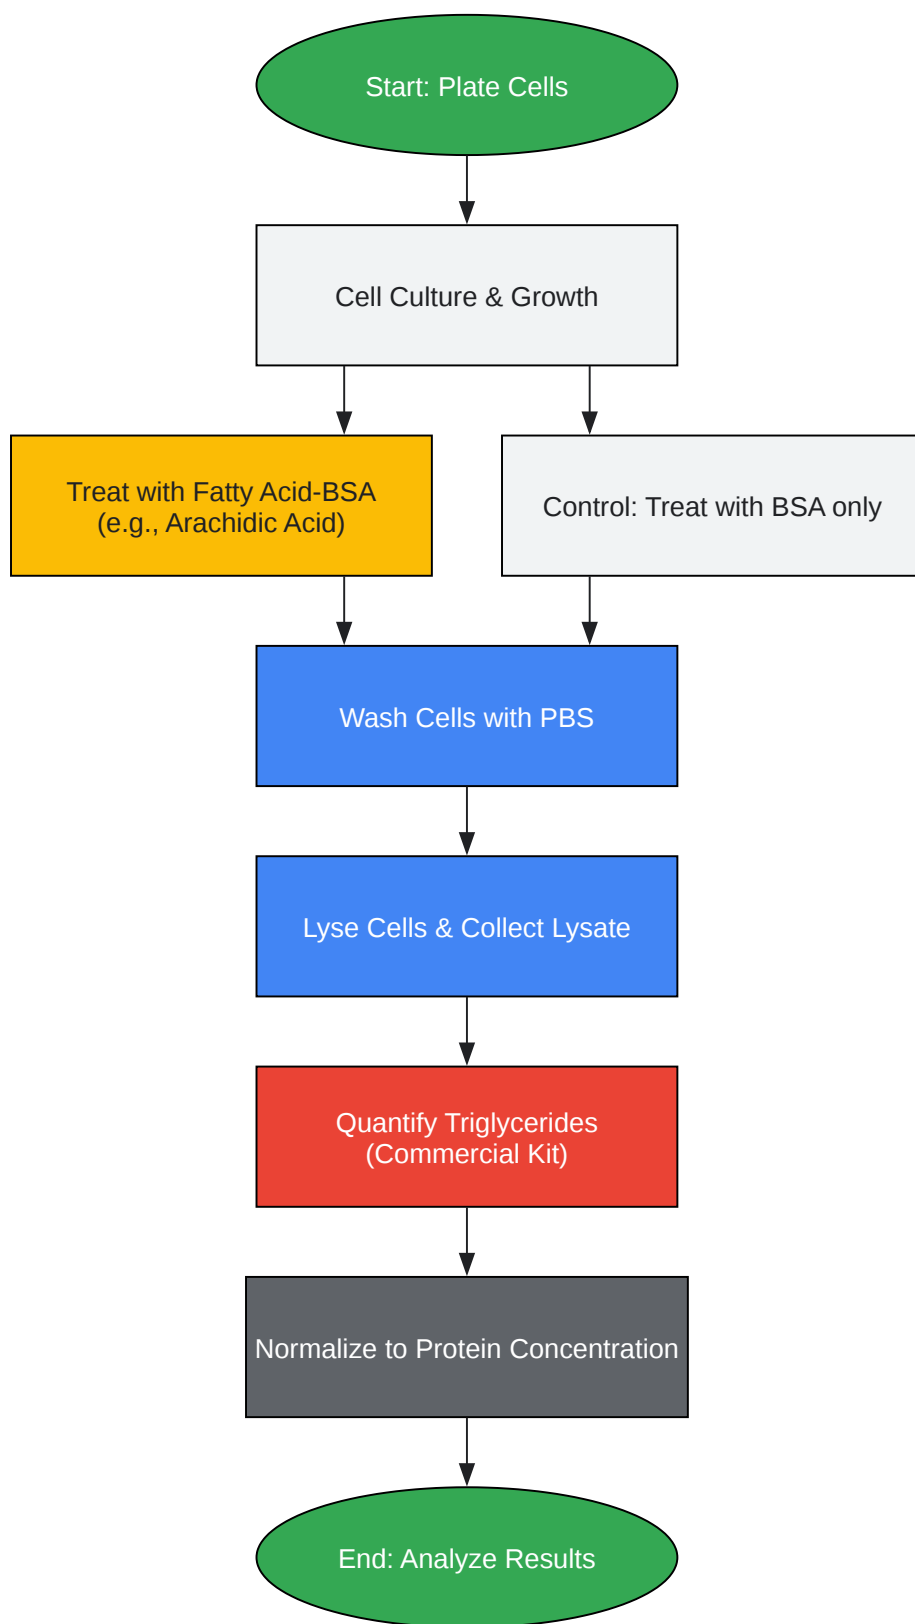 Start: Plate Cells
Cell Culture & Growth
Treat with Fatty Acid-BSA
(e.g., Arachidic Acid)
Control: Treat with BSA only
Wash Cells with PBS
Lyse Cells & Collect Lysate
Quantify Triglycerides
(Commercial Kit)
Normalize to Protein Concentration
End: Analyze Results